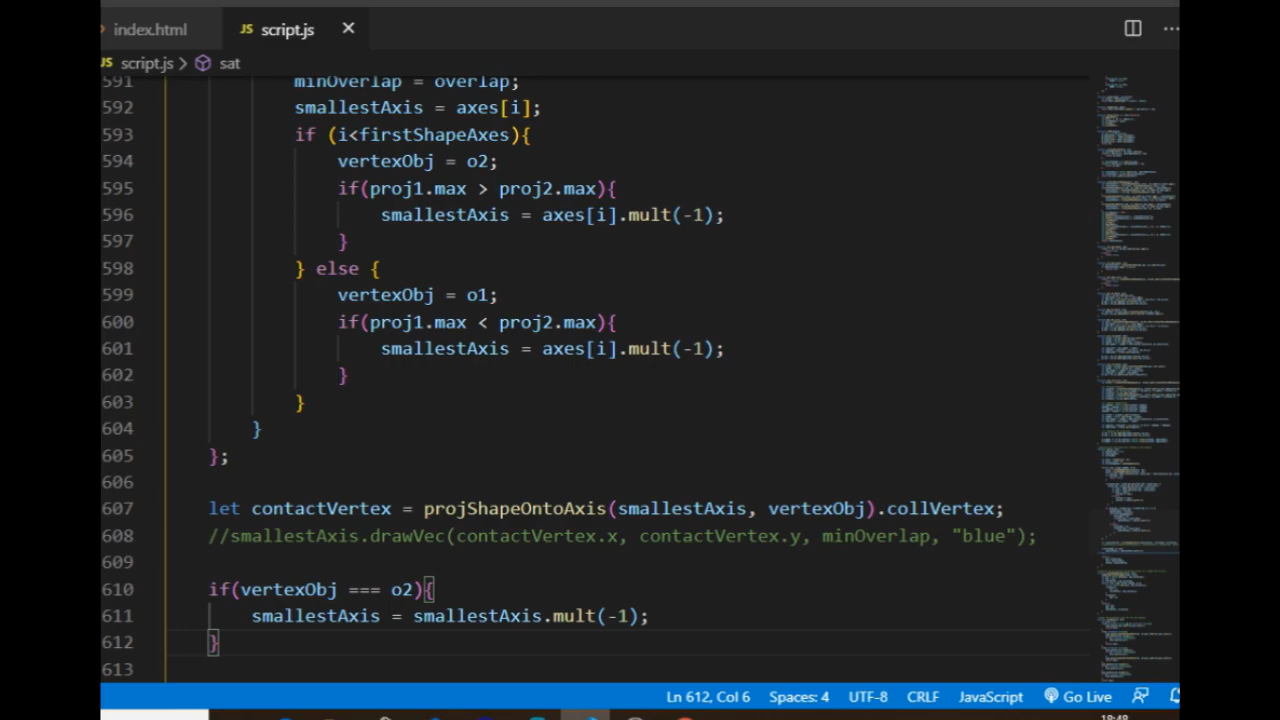 index.html
JS script.js
JS script.js > sat
591 minOverlap = overlap;
592 smallestAxis = axes[i];
593 if (i<firstShapeAxes){
594 vertexObj = o2;
595 if(proj1.max > proj2.max){
596 smallestAxis = axes[i].mult(-1);
597 }
598 } else {
599 vertexObj = o1;
600 if(proj1.max < proj2.max){
601 smallestAxis = axes[i].mult(-1);
602 }
603 }
604 }
605 };
606
607 let contactVertex = projShapeOntoAxis(smallestAxis, vertexObj).collVertex;
608 //smallestAxis.drawVec(contactVertex.x, contactVertex.y, minOverlap, "blue");
609
610 if(vertexObj === o2){
611 smallestAxis = smallestAxis.mult(-1);
612 }
613
Ln 612, Col 6 Spaces: 4 UTF-8 CRLF JavaScript Go Live
18:48